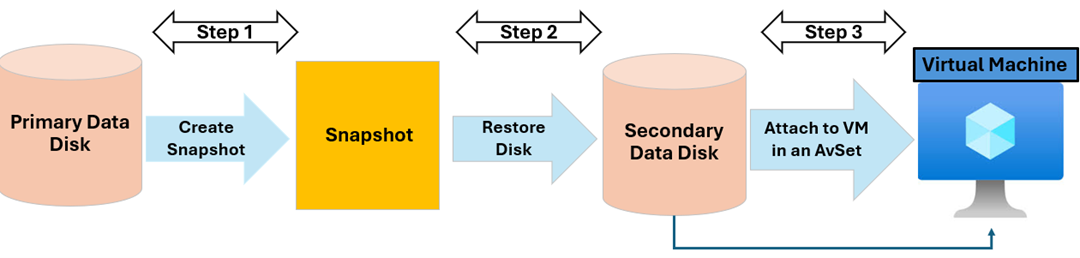 Step 1
Step 2
Step 3
Virtual Machine
Primary Data
Disk
Create
Snapshot
Snapshot
Restore
Disk
Secondary
Data Disk
Attach to VM
in an AvSet